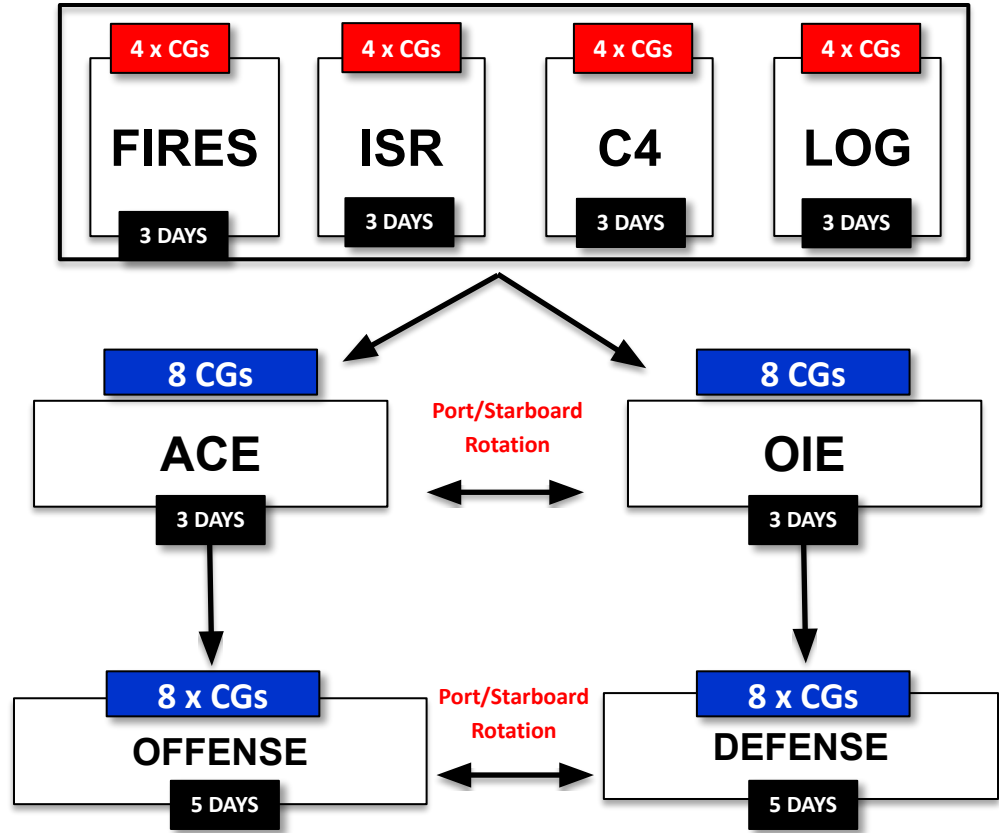 4 x CGs
4 x CGs
4 x CGs
4 x CGs
FIRES
ISR
C4
LOG
3 DAYS
3 DAYS
3 DAYS
3 DAYS
8 CGs
8 CGs
ACE
Port/Starboard
Rotation
OIE
3 DAYS
3 DAYS
8 x CGs
8 x CGs
OFFENSE
Port/Starboard
Rotation
DEFENSE
5 DAYS
5 DAYS